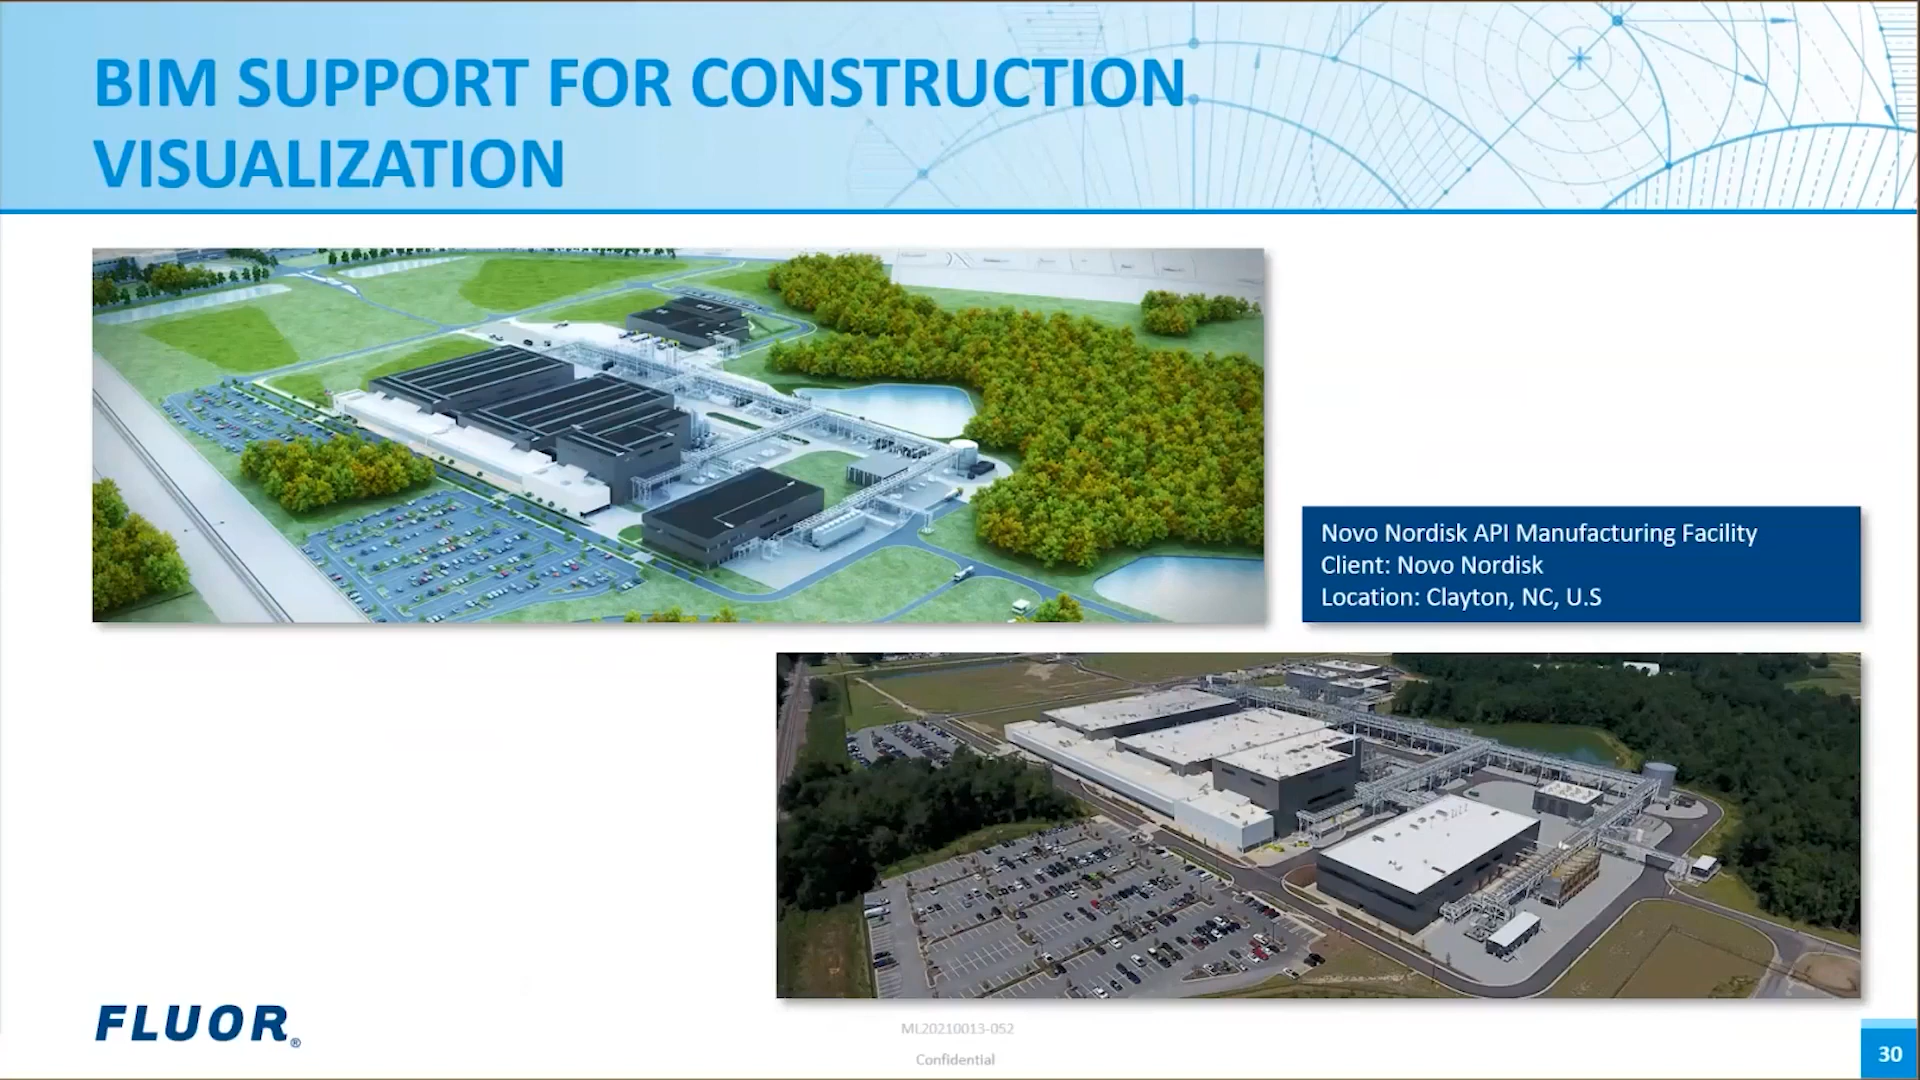 BIM SUPPORT FOR CONSTRUCTION
VISUALIZATION
Novo Nordisk API Manufacturing Facility
Client: Novo Nordisk
Location: Clayton, NC, U.S
FLUOR®
ML20210013-052
Confidential
30